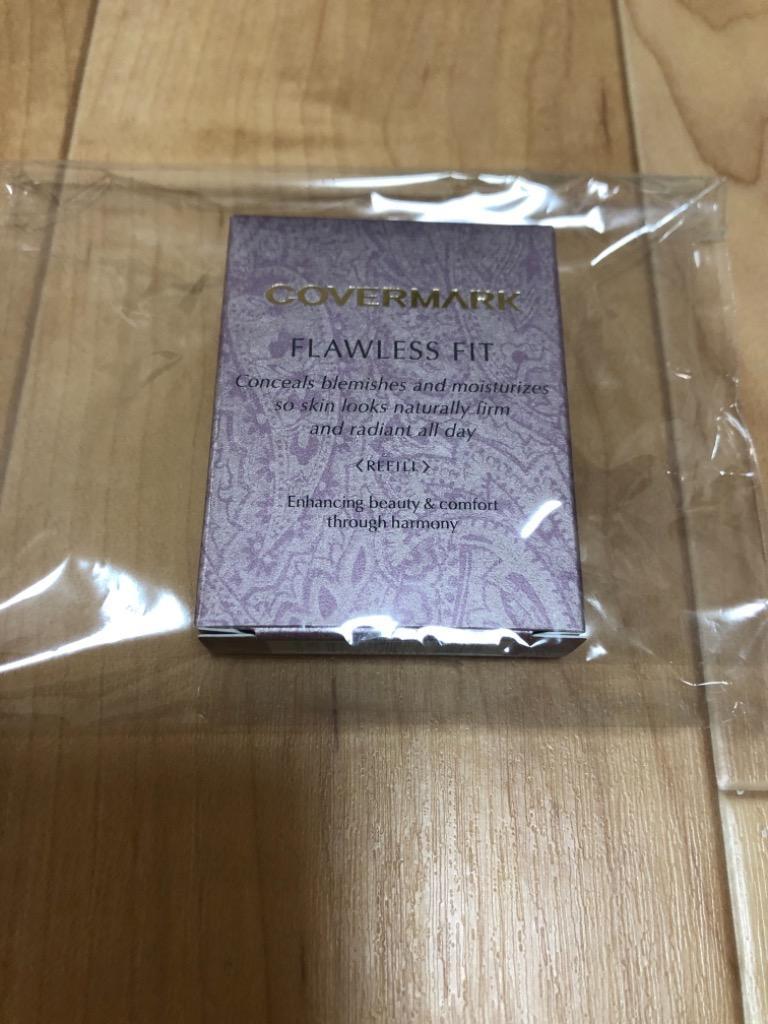 COVERMARK
FLAWLESS FIT
Conceals blemishes and moisturizes
so skin looks naturally firm
and radiant all day
〈REFILL〉
Enhancing beauty & comfort
through harmony